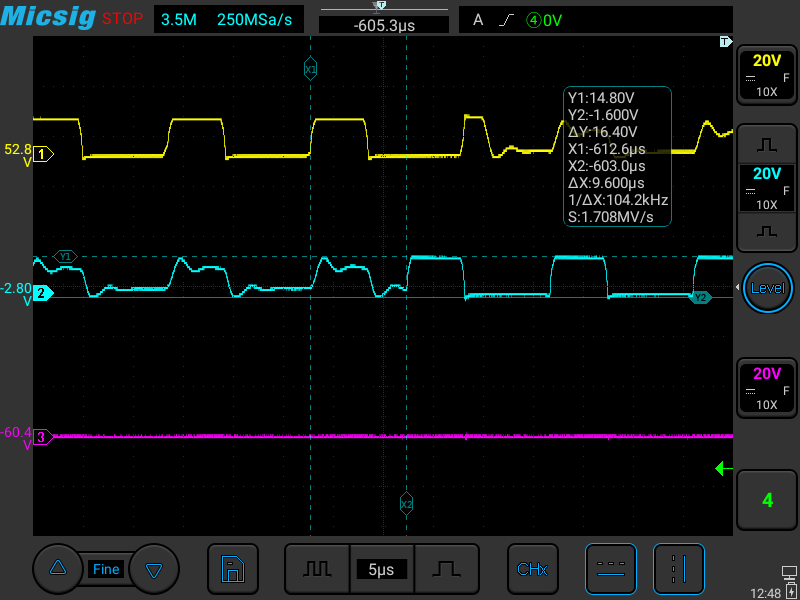 Micsig STOP 3.5M 250MSa/s T -605.3μs A ④0V
T
X1
20V
F
10X
Y1:14.80V
Y2:-1.600V
ΔY:16.40V
X1:-612.6μs
X2:-603.0μs
ΔX:9.600μs
1/ΔX:104.2kHz
S:1.708MV/s
52.8 V 1
20V
F
10X
Y1
-2.80 V 2
Y2
Level
20V
F
10X
-60.4 V 3
X2
4
Fine
5μs
CHx
12:48